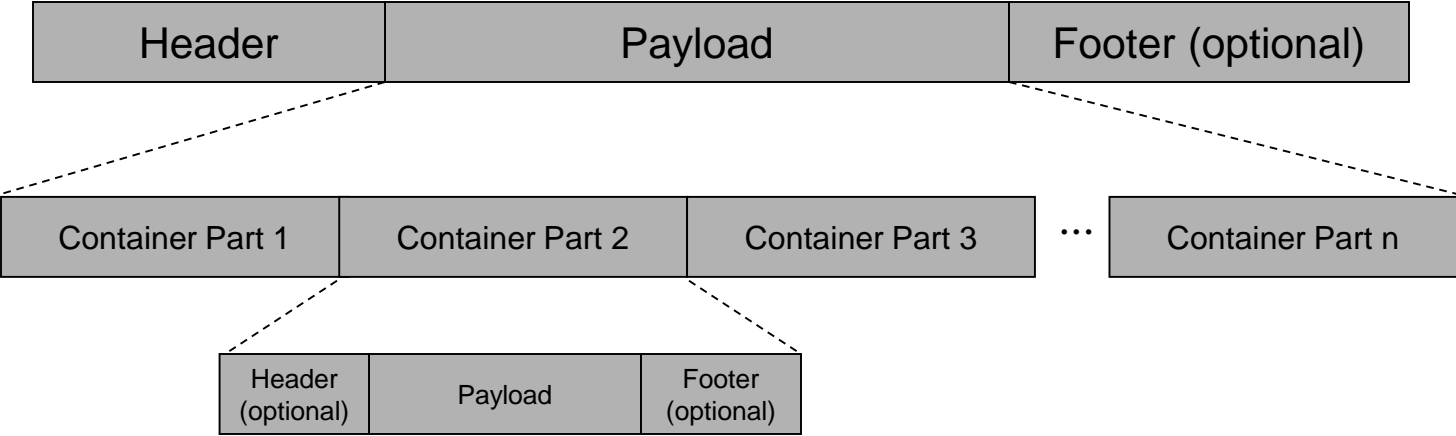 Header
Payload
Footer (optional)
Container Part 1
Container Part 2
Container Part 3
...
Container Part n
Header
(optional)
Payload
Footer
(optional)